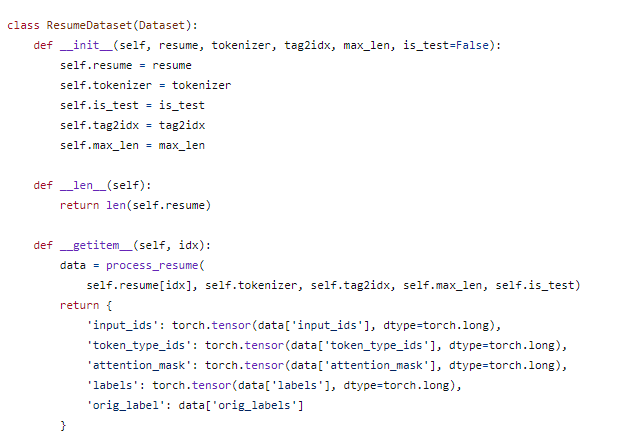 class ResumeDataset(Dataset):
    def __init__(self, resume, tokenizer, tag2idx, max_len, is_test=False):
        self.resume = resume
        self.tokenizer = tokenizer
        self.is_test = is_test
        self.tag2idx = tag2idx
        self.max_len = max_len

    def __len__(self):
        return len(self.resume)

    def __getitem__(self, idx):
        data = process_resume(
            self.resume[idx], self.tokenizer, self.tag2idx, self.max_len, self.is_test)
        return {
            'input_ids': torch.tensor(data['input_ids'], dtype=torch.long),
            'token_type_ids': torch.tensor(data['token_type_ids'], dtype=torch.long),
            'attention_mask': torch.tensor(data['attention_mask'], dtype=torch.long),
            'labels': torch.tensor(data['labels'], dtype=torch.long),
            'orig_label': data['orig_labels']
        }